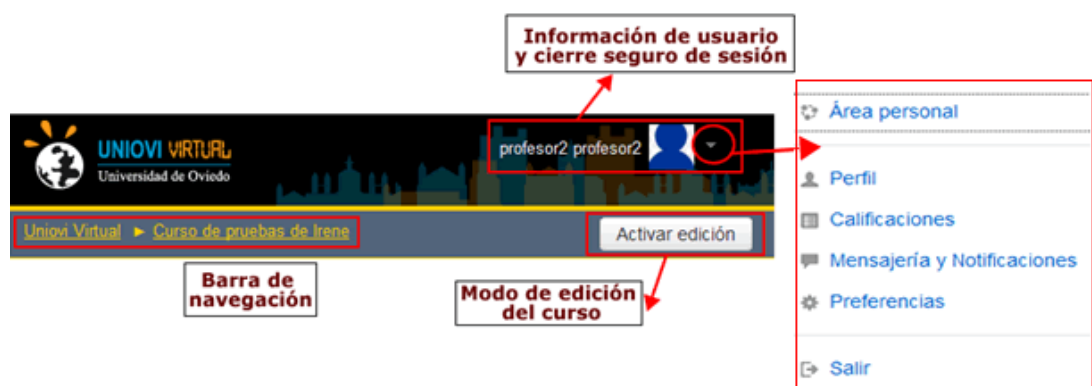 Información de usuario
y cierre seguro de sesión
UNIOVI VIRTUAL
Universidad de Oviedo
profesor2 profesor2
Uniovi Virtual ► Curso de pruebas de Irene
Activar edición
Barra de
navegación
Modo de edición
del curso
Área personal
Perfil
Calificaciones
Mensajería y Notificaciones
Preferencias
Salir